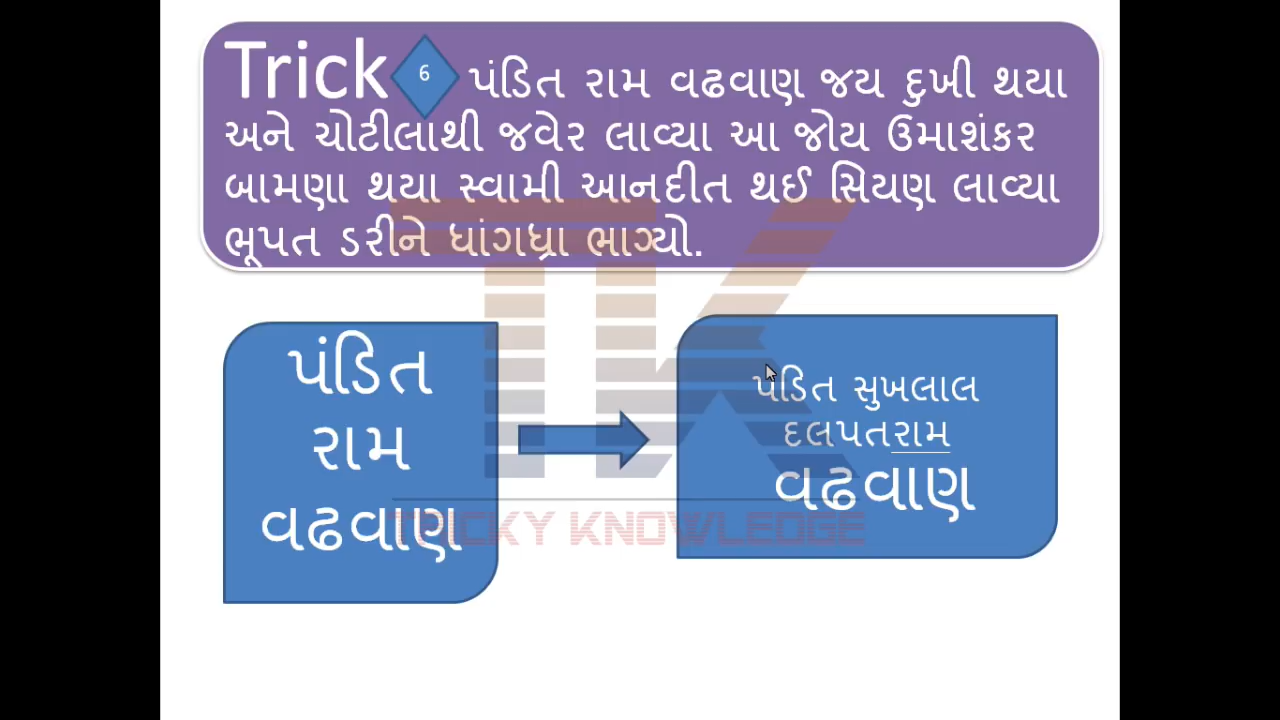 Trick 6 પંડિત રામ વઢવાણ જય દુખી થયા
અને ચોટીલાથી જવેર લાવ્યા આ જોય ઉમાશંકર
બામણા થયા સ્વામી આનદીત થઈ સિયણ લાવ્યા
ભૂપત ડરીને ધાંગધ્રા ભાગ્યો.
પંડિત
રામ
વઢવાણ
પંડિત સુખલાલ
દલપતરામ
વઢવાણ
TRICKY KNOWLEDGE